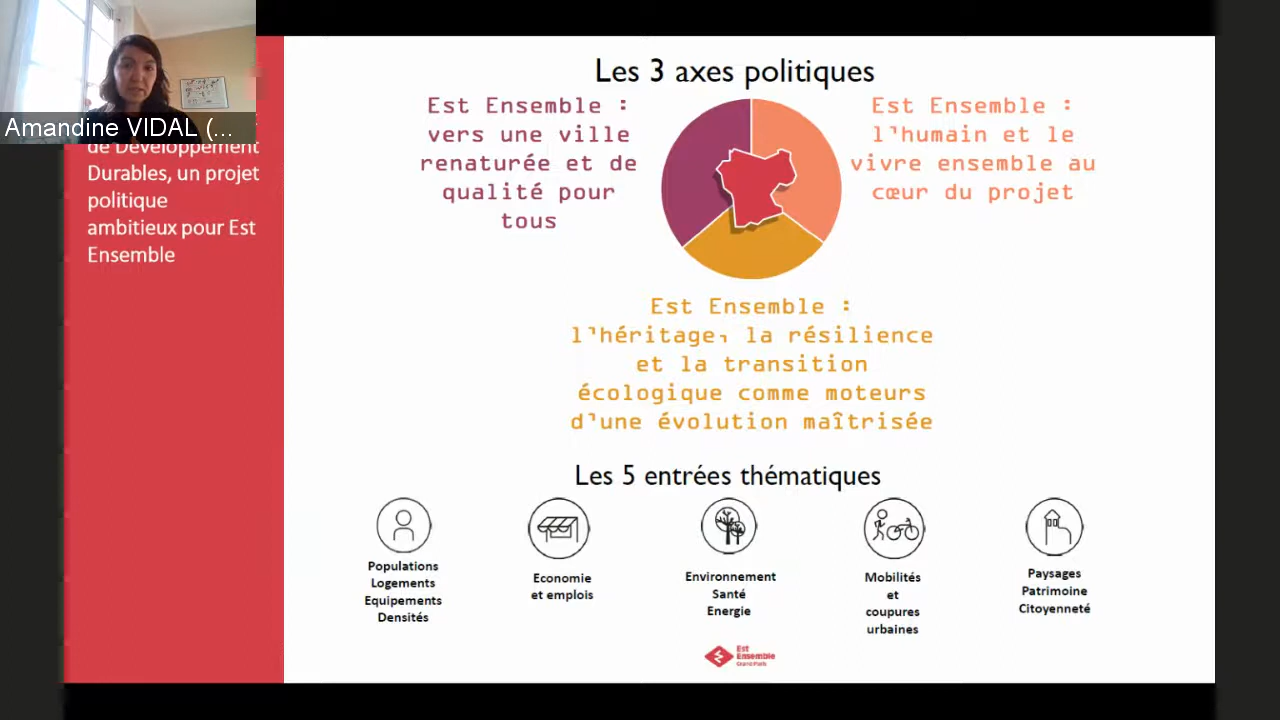 Amandine VIDAL (...
de Développement
Durables, un projet
politique
ambitieux pour Est
Ensemble
Les 3 axes politiques
Est Ensemble :
vers une ville
renaturée et de
qualité pour
tous
Est Ensemble :
l'humain et le
vivre ensemble au
cœur du projet
Est Ensemble :
l'héritage, la résilience
et la transition
écologique comme moteurs
d'une évolution maîtrisée
Les 5 entrées thématiques
Populations
Logements
Equipements
Densités
Economie
et emplois
Environnement
Santé
Energie
Mobilités
et
coupures
urbaines
Paysages
Patrimoine
Citoyenneté
Est
Ensemble
Grand Paris